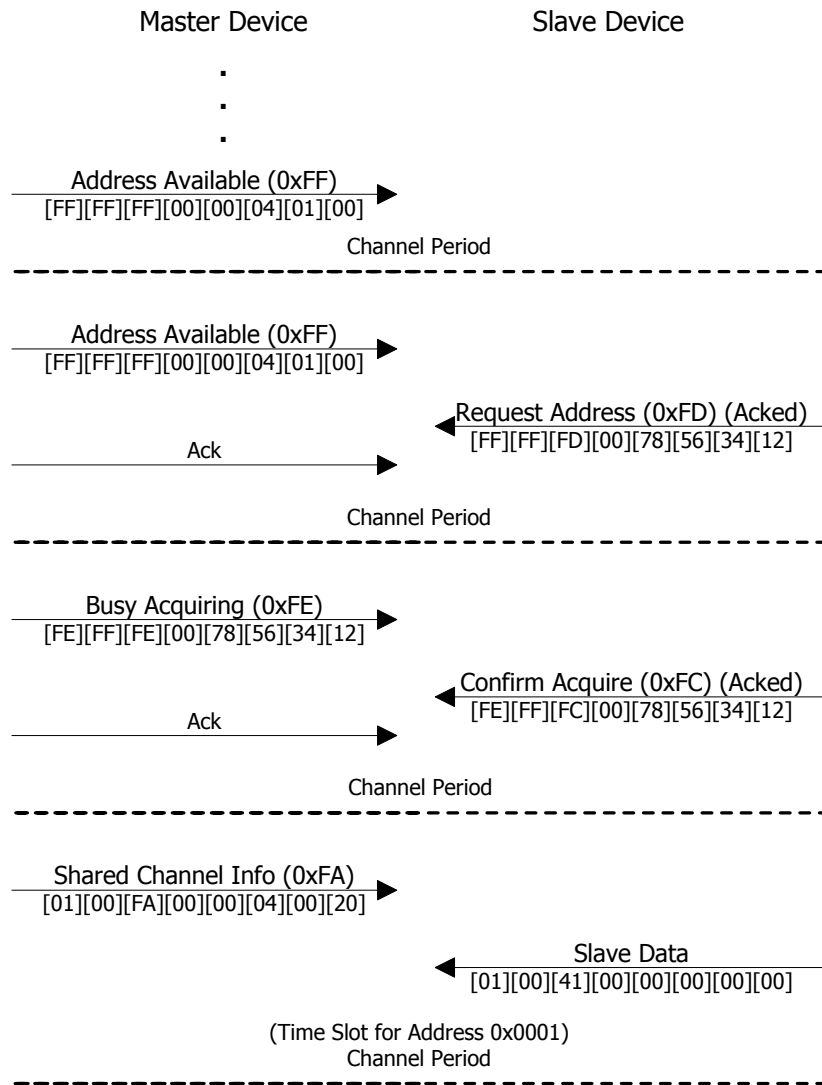 Master Device
Slave Device
Address Available (0xFF)
[FF][FF][FF][00][00][04][01][00]
Channel Period
Address Available (0xFF)
[FF][FF][FF][00][00][04][01][00]
Request Address (0xFD) (Acked)
[FF][FF][FD][00][78][56][34][12]
Ack
Channel Period
Busy Acquiring (0xFE)
[FE][FF][FE][00][78][56][34][12]
Confirm Acquire (0xFC) (Acked)
[FE][FF][FC][00][78][56][34][12]
Ack
Channel Period
Shared Channel Info (0xFA)
[01][00][FA][00][00][04][00][20]
Slave Data
[01][00][41][00][00][00][00][00]
(Time Slot for Address 0x0001)
Channel Period